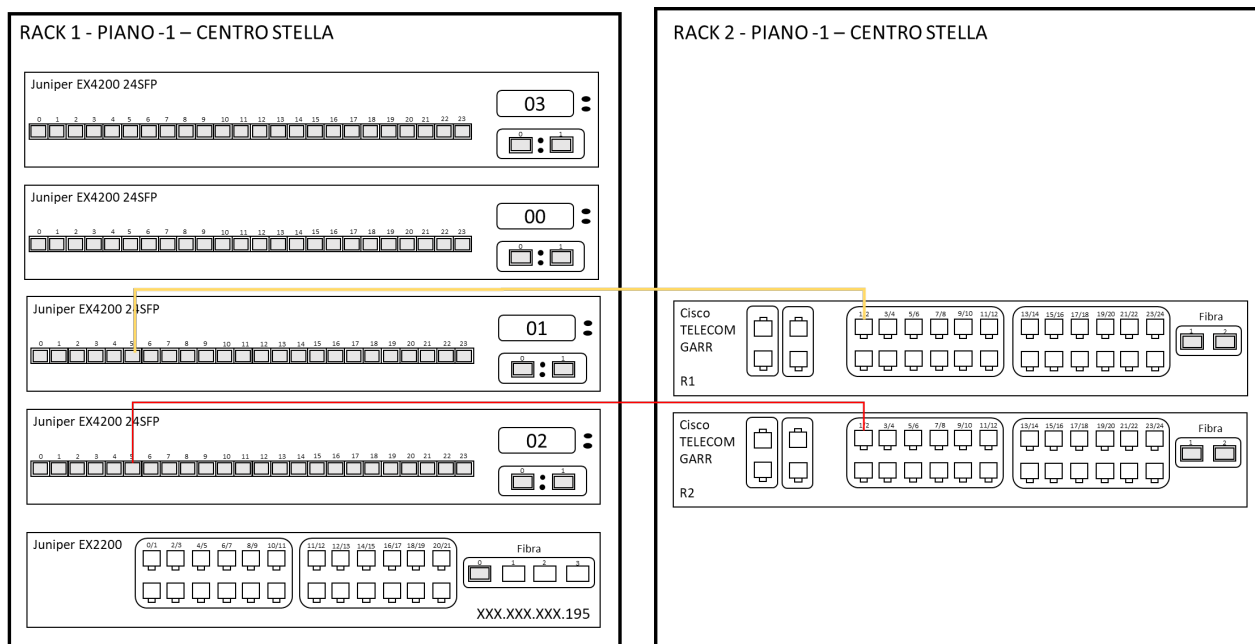 RACK 1 - PIANO -1 – CENTRO STELLA
Juniper EX4200 24SFP
03
0 1 2 3 4 5 6 7 8 9 10 11 12 13 14 15 16 17 18 19 20 21 22 23
0 1
Juniper EX4200 24SFP
00
0 1 2 3 4 5 6 7 8 9 10 11 12 13 14 15 16 17 18 19 20 21 22 23
0 1
Juniper EX4200 24SFP
01
0 1 2 3 4 5 6 7 8 9 10 11 12 13 14 15 16 17 18 19 20 21 22 23
0 1
Juniper EX4200 24SFP
02
0 1 2 3 4 5 6 7 8 9 10 11 12 13 14 15 16 17 18 19 20 21 22 23
0 1
Juniper EX2200
0/1 2/3 4/5 6/7 8/9 10/11
11/12 12/13 14/15 16/17 18/19 20/21
Fibra
0 1 2 3
XXX.XXX.XXX.195
RACK 2 - PIANO -1 – CENTRO STELLA
Cisco
TELECOM
GARR
R1
1/2 3/4 5/6 7/8 9/10 11/12
13/14 15/16 17/18 19/20 21/22 23/24
Fibra
1 2
Cisco
TELECOM
GARR
R2
1/2 3/4 5/6 7/8 9/10 11/12
13/14 15/16 17/18 19/20 21/22 23/24
Fibra
1 2